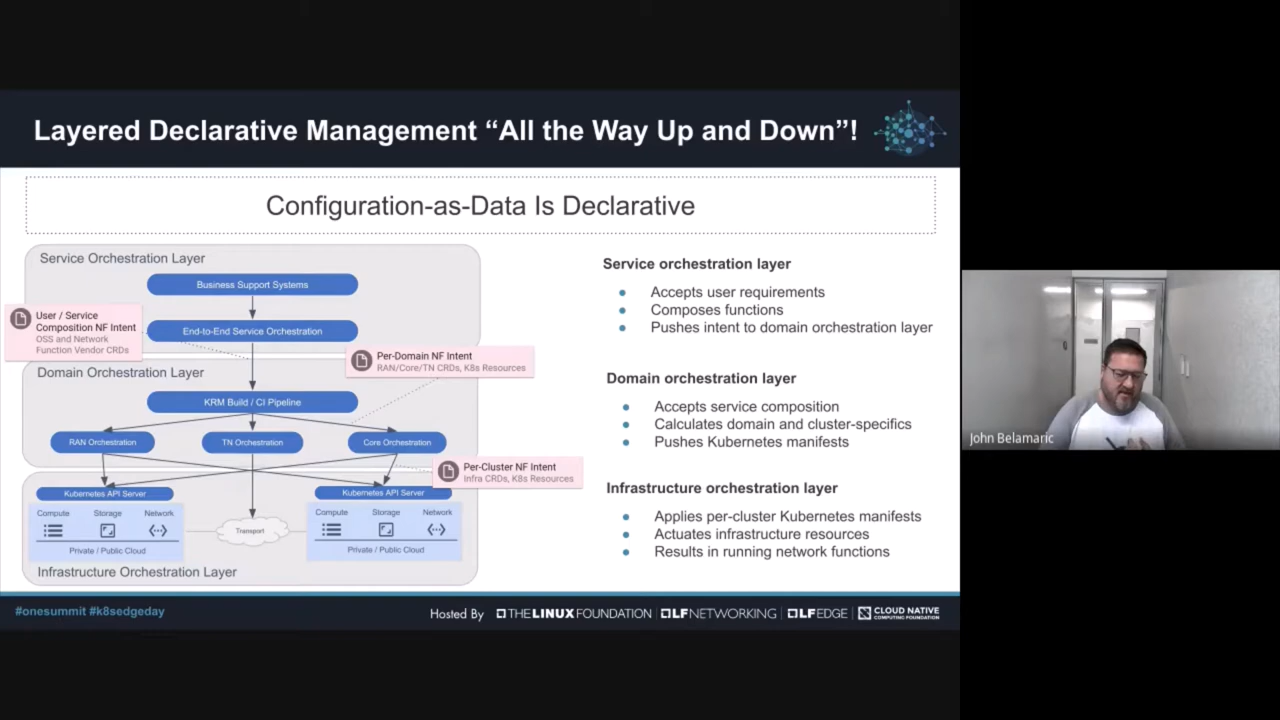 Layered Declarative Management “All the Way Up and Down”!
Configuration-as-Data Is Declarative
Service Orchestration Layer
Business Support Systems
User / Service
Composition NF Intent
OSS and Network
Function Vendor CRDs
End-to-End Service Orchestration
Per-Domain NF Intent
RAN/Core/TN CRDs, K8s Resources
Domain Orchestration Layer
KRM Build / CI Pipeline
RAN Orchestration
TN Orchestration
Core Orchestration
Per-Cluster NF Intent
Infra CRDs, K8s Resources
Kubernetes API Server
Compute Storage Network
Private / Public Cloud
Transport
Kubernetes API Server
Compute Storage Network
Private / Public Cloud
Infrastructure Orchestration Layer
Service orchestration layer
● Accepts user requirements
● Composes functions
● Pushes intent to domain orchestration layer
Domain orchestration layer
● Accepts service composition
● Calculates domain and cluster-specifics
● Pushes Kubernetes manifests
Infrastructure orchestration layer
● Applies per-cluster Kubernetes manifests
● Actuates infrastructure resources
● Results in running network functions
John Belamaric
#onesummit #k8sedgeday
Hosted By THE LINUX FOUNDATION LFNETWORKING LFEDGE CLOUD NATIVE
COMPUTING FOUNDATION